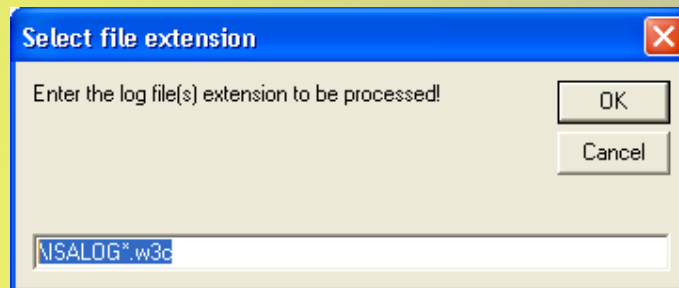 Select file extension
Enter the log file(s) extension to be processed!
OK
Cancel
\ISALOG*.w3c